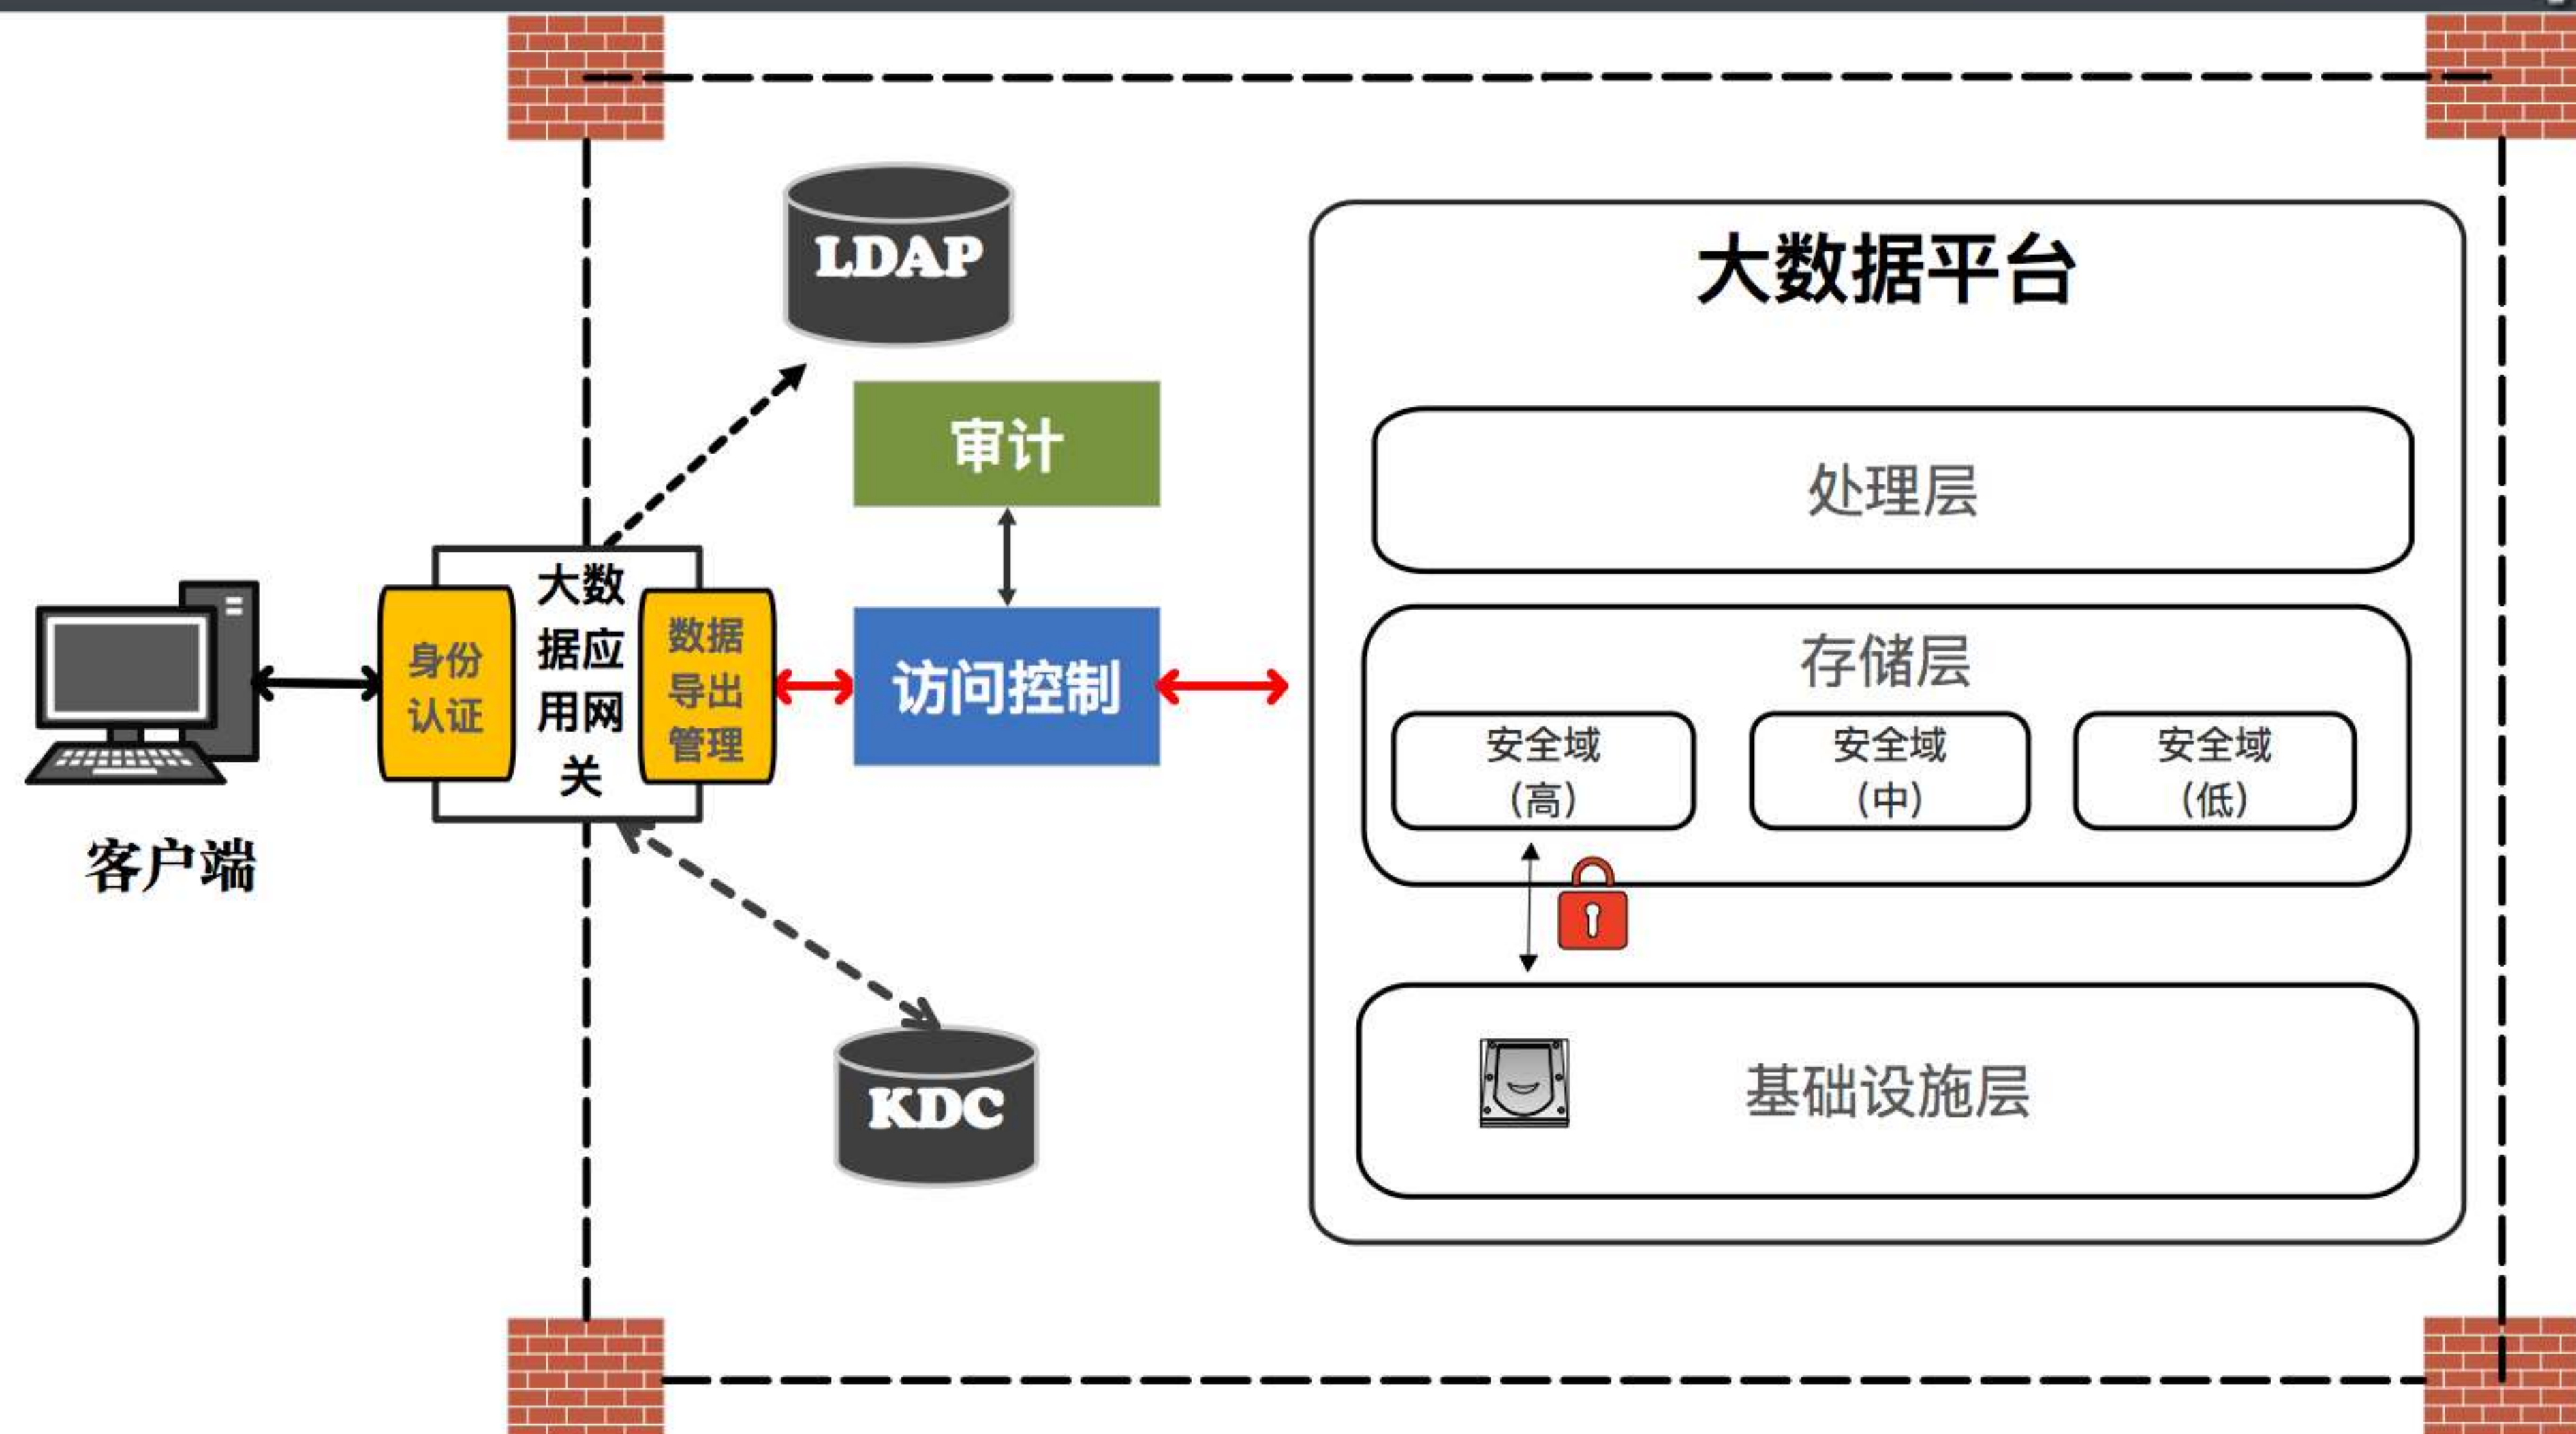 LDAP
大数据平台
审计
处理层
大数
据应
用网
关
身份
认证
数据
导出
管理
访问控制
存储层
安全域
（高）
安全域
（中）
安全域
（低）
客户端
KDC
基础设施层